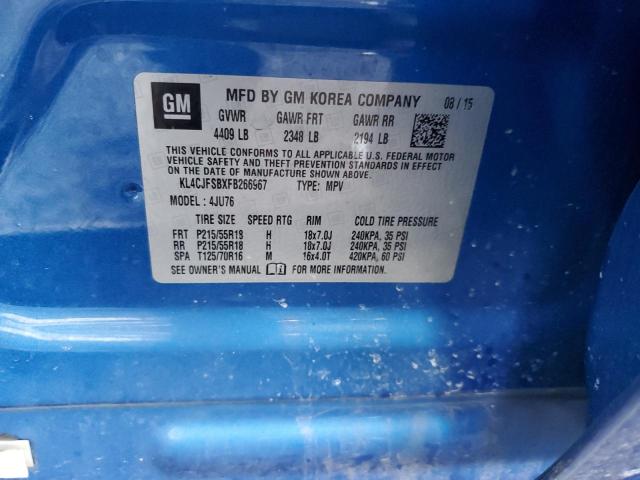 GM MFD BY GM KOREA COMPANY 08 / 15
GVWR GAWR FRT GAWR RR
4409 LB 2348 LB 2194 LB
THIS VEHICLE CONFORMS TO ALL APPLICABLE U.S. FEDERAL MOTOR
VEHICLE SAFETY AND THEFT PREVENTION STANDARDS IN EFFECT
ON THE DATE OF MANUFACTURE SHOWN ABOVE.
KL4CJFSBXFB266967 TYPE : MPV
MODEL : 4JU76
TIRE SIZE SPEED RTG RIM COLD TIRE PRESSURE
FRT P215/55R18 H 18x7.0J 240KPA, 35 PSI
RR P215/55R18 H 18x7.0J 240KPA, 35 PSI
SPA T125/70R16 M 16x4.0T 420KPA, 60 PSI
SEE OWNER'S MANUAL FOR MORE INFORMATION